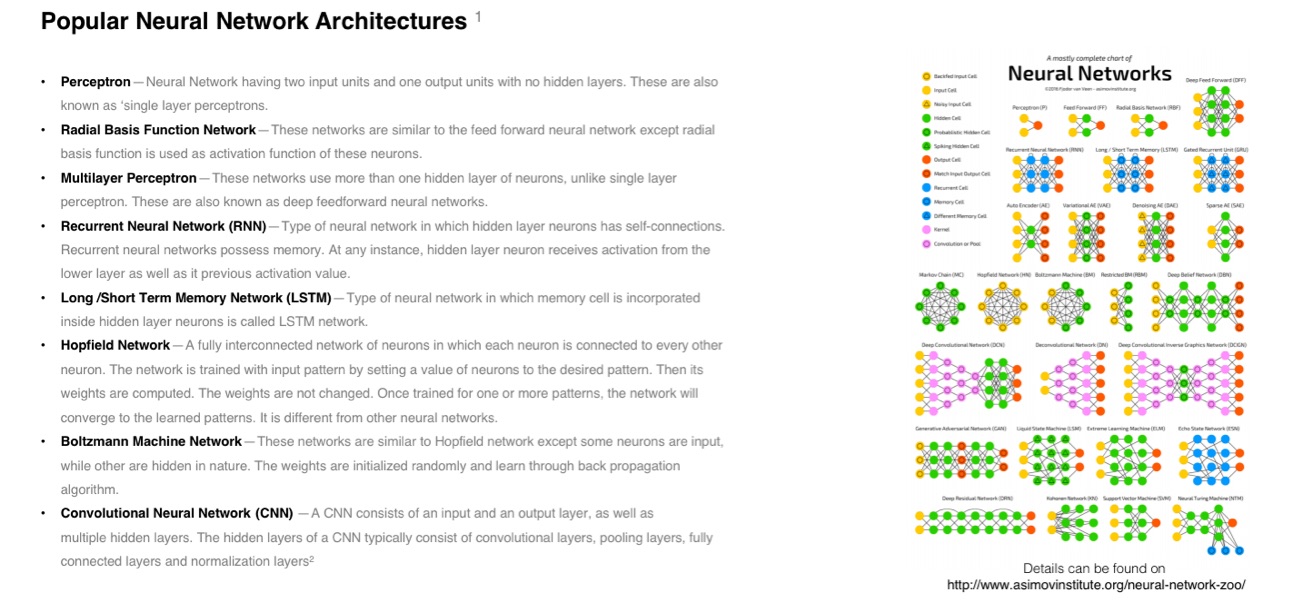 Popular Neural Network Architectures 1
• Perceptron — Neural Network having two input units and one output units with no hidden layers. These are also
known as ‘single layer perceptrons.
• Radial Basis Function Network — These networks are similar to the feed forward neural network except radial
basis function is used as activation function of these neurons.
• Multilayer Perceptron — These networks use more than one hidden layer of neurons, unlike single layer
perceptron. These are also known as deep feedforward neural networks.
• Recurrent Neural Network (RNN) — Type of neural network in which hidden layer neurons has self-connections.
Recurrent neural networks possess memory. At any instance, hidden layer neuron receives activation from the
lower layer as well as it previous activation value.
• Long /Short Term Memory Network (LSTM) — Type of neural network in which memory cell is incorporated
inside hidden layer neurons is called LSTM network.
• Hopfield Network — A fully interconnected network of neurons in which each neuron is connected to every other
neuron. The network is trained with input pattern by setting a value of neurons to the desired pattern. Then its
weights are computed. The weights are not changed. Once trained for one or more patterns, the network will
converge to the learned patterns. It is different from other neural networks.
• Boltzmann Machine Network — These networks are similar to Hopfield network except some neurons are input,
while other are hidden in nature. The weights are initialized randomly and learn through back propagation
algorithm.
• Convolutional Neural Network (CNN) — A CNN consists of an input and an output layer, as well as
multiple hidden layers. The hidden layers of a CNN typically consist of convolutional layers, pooling layers, fully
connected layers and normalization layers²
A mostly complete chart of
Neural Networks
©2016 Fjodor van Veen - asimovinstitute.org
Backfed Input Cell
Input Cell
Noisy Input Cell
Hidden Cell
Probablistic Hidden Cell
Spiking Hidden Cell
Output Cell
Match Input Output Cell
Recurrent Cell
Memory Cell
Different Memory Cell
Kernel
Convolution or Pool
Deep Feed Forward (DFF)
Perceptron (P) Feed Forward (FF) Radial Basis Network (RBF)
Recurrent Neural Network (RNN) Long / Short Term Memory (LSTM) Gated Recurrent Unit (GRU)
Auto Encoder (AE) Variational AE (VAE) Denoising AE (DAE) Sparse AE (SAE)
Markov Chain (MC) Hopfield Network (HN) Boltzmann Machine (BM) Restricted BM (RBM) Deep Belief Network (DBN)
Deep Convolutional Network (DCN) Deconvolutional Network (DN) Deep Convolutional Inverse Graphics Network (DCIGN)
Generative Adversarial Network (GAN) Liquid State Machine (LSM) Extreme Learning Machine (ELM) Echo State Network (ESN)
Deep Residual Network (DRN) Kohonen Network (KN) Support Vector Machine (SVM) Neural Turing Machine (NTM)
Details can be found on
http://www.asimovinstitute.org/neural-network-zoo/